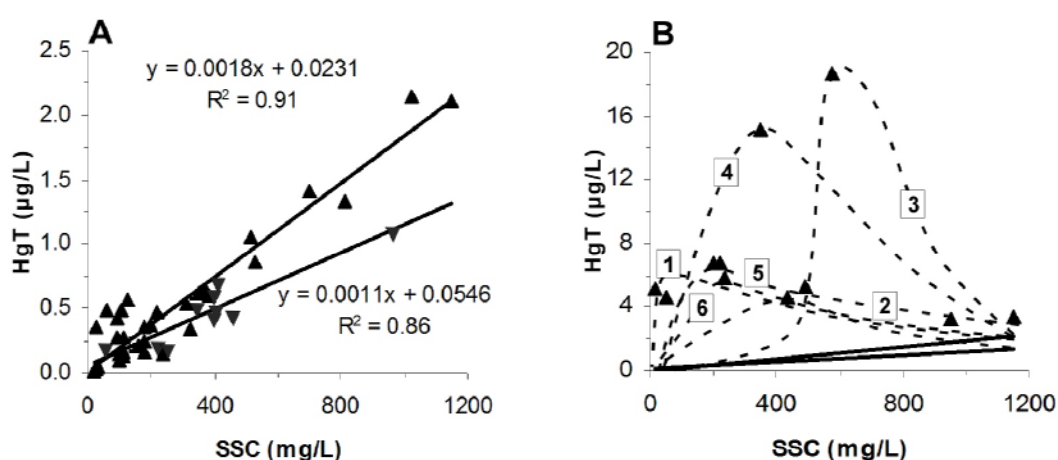 A
2.5
2.0
1.5
1.0
0.5
0.0
HgT (µg/L)
y = 0.0018x + 0.0231
R² = 0.91
y = 0.0011x + 0.0546
R² = 0.86
0
400
800
1200
SSC (mg/L)
B
20
16
12
8
4
0
HgT (µg/L)
4
3
1
5
6
2
0
400
800
1200
SSC (mg/L)